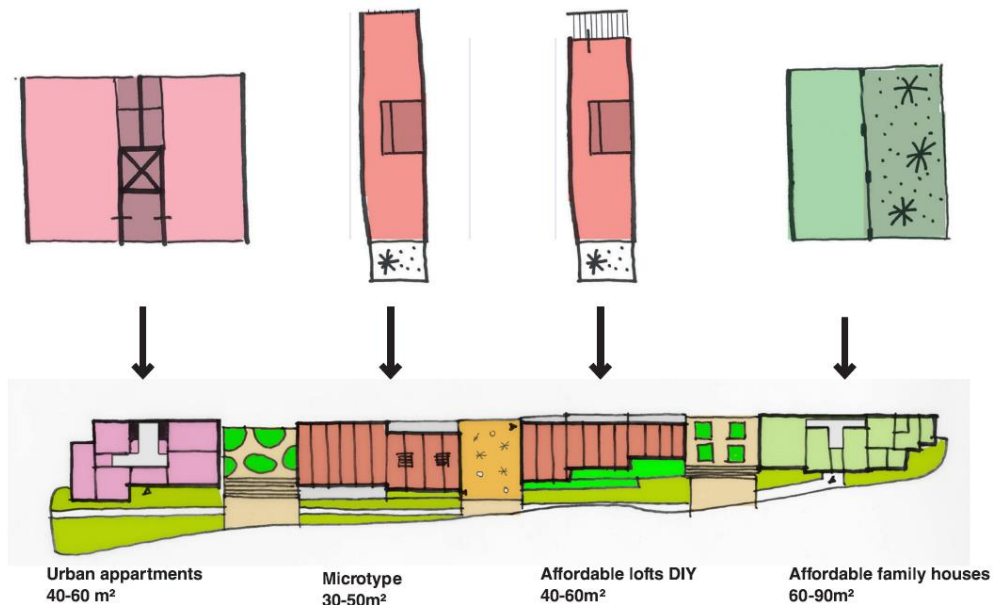 Urban appartments
40-60 m²
Microtype
30-50m²
Affordable lofts DIY
40-60m²
Affordable family houses
60-90m²